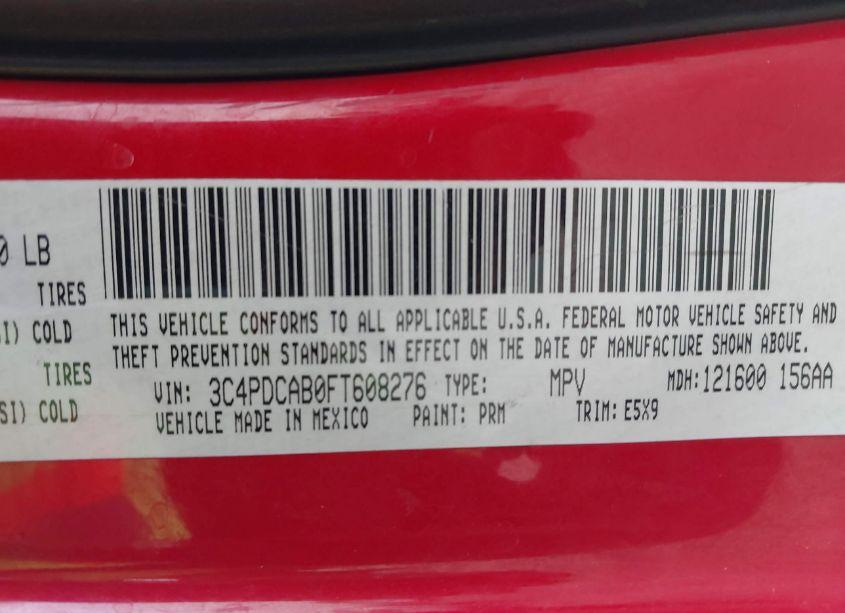 0 LB
TIRES
SI) COLD
TIRES
SI) COLD
THIS VEHICLE CONFORMS TO ALL APPLICABLE U.S.A. FEDERAL MOTOR VEHICLE SAFETY AND
THEFT PREVENTION STANDARDS IN EFFECT ON THE DATE OF MANUFACTURE SHOWN ABOVE.
VIN: 3C4PDCAB0FT608276 TYPE: MPV MDH:121600 156AA
VEHICLE MADE IN MEXICO PAINT: PRM TRIM: E5X9